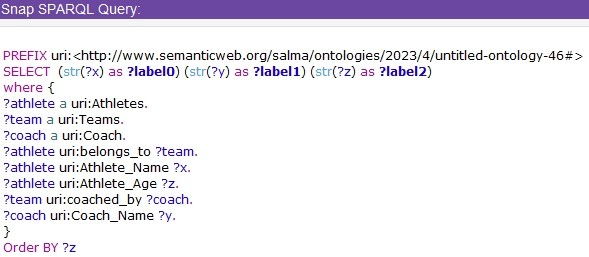 Snap SPARQL Query:
PREFIX uri:<http://www.semanticweb.org/salma/ontologies/2023/4/untitled-ontology-46#>
SELECT (str(?x) as ?label0) (str(?y) as ?label1) (str(?z) as ?label2)
where {
?athlete a uri:Athletes.
?team a uri:Teams.
?coach a uri:Coach.
?athlete uri:belongs_to ?team.
?athlete uri:Athlete_Name ?x.
?athlete uri:Athlete_Age ?z.
?team uri:coached_by ?coach.
?coach uri:Coach_Name ?y.
}
Order BY ?z